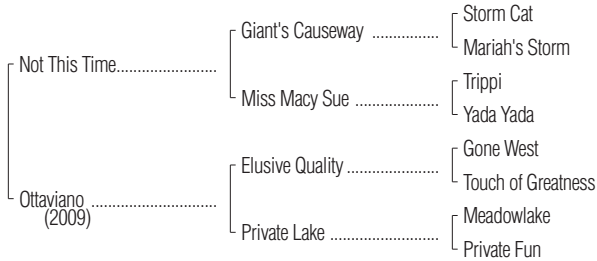 Storm Cat
Giant's Causeway ................
Mariah's Storm
Not This Time........................
Trippi
Miss Macy Sue ....................
Yada Yada
Gone West
Elusive Quality ......................
Touch of Greatness
Ottaviano ..............................
(2009)
Meadowlake
Private Lake ..........................
Private Fun